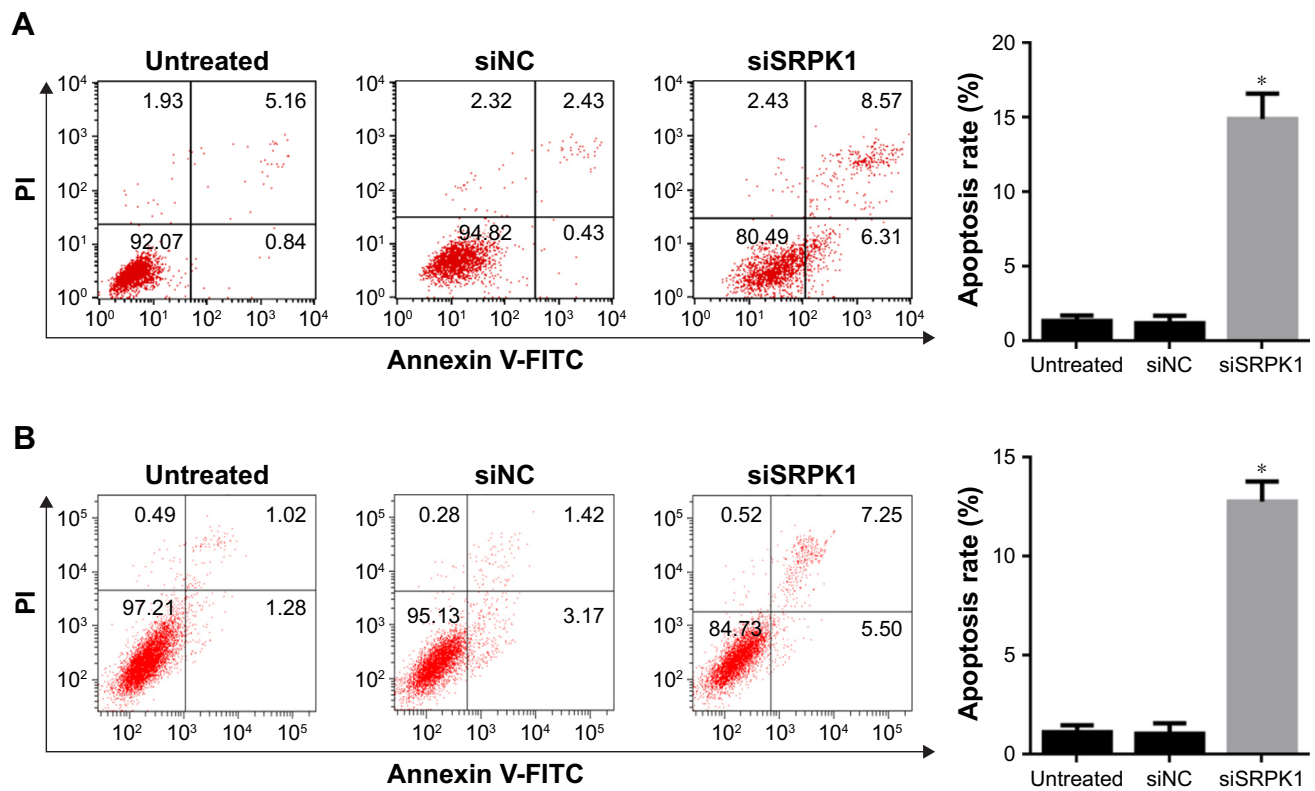 A
Untreated
siNC
siSRPK1
PI
10⁴
10³
10²
10¹
10⁰
1.93
5.16
92.07
0.84
10⁰ 10¹ 10² 10³ 10⁴
10⁴
10³
10²
10¹
10⁰
2.32
2.43
94.82
0.43
10⁰ 10¹ 10² 10³ 10⁴
10⁴
10³
10²
10¹
10⁰
2.43
8.57
80.49
6.31
10⁰ 10¹ 10² 10³ 10⁴
Annexin V-FITC
Apoptosis rate (%)
20
15
10
5
0
*
Untreated siNC siSRPK1
B
Untreated
siNC
siSRPK1
PI
10⁵
10⁴
10³
10²
0.49
1.02
97.21
1.28
10² 10³ 10⁴ 10⁵
10⁵
10⁴
10³
10²
0.28
1.42
95.13
3.17
10² 10³ 10⁴ 10⁵
10⁵
10⁴
10³
10²
0.52
7.25
84.73
5.50
10² 10³ 10⁴ 10⁵
Annexin V-FITC
Apoptosis rate (%)
15
10
5
0
*
Untreated siNC siSRPK1